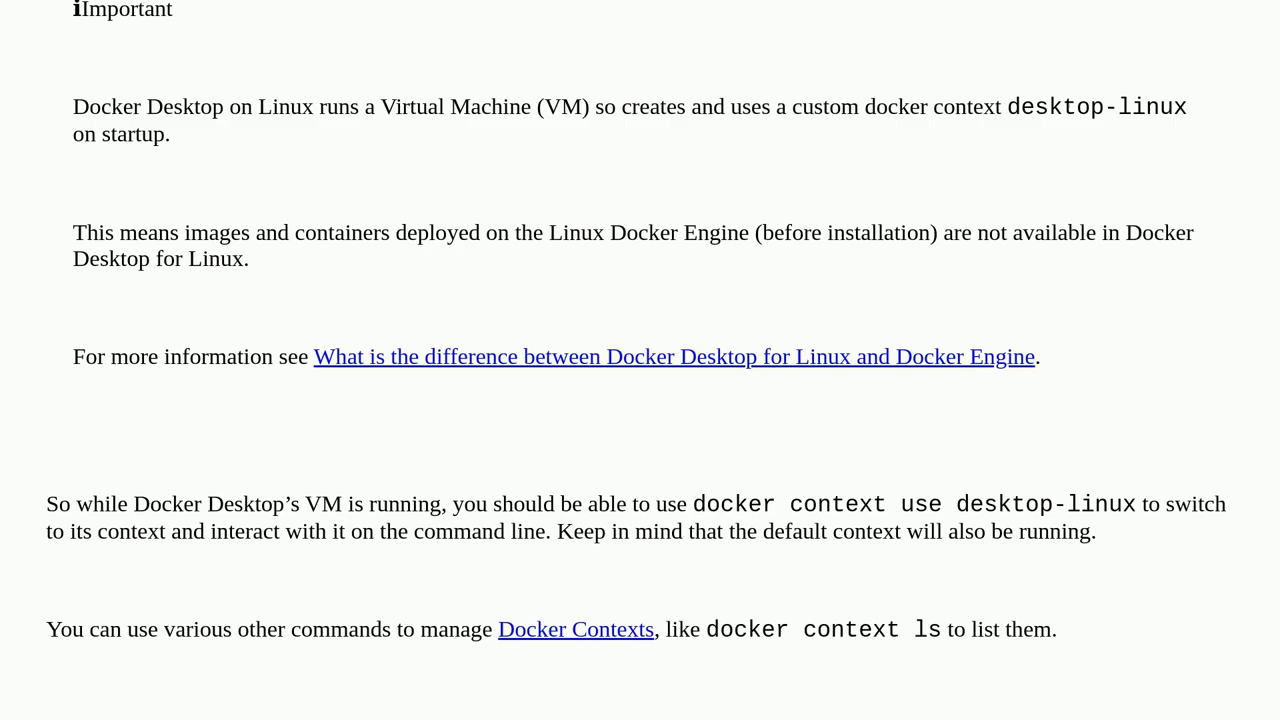 ℹImportant
Docker Desktop on Linux runs a Virtual Machine (VM) so creates and uses a custom docker context desktop-linux
on startup.
This means images and containers deployed on the Linux Docker Engine (before installation) are not available in Docker
Desktop for Linux.
For more information see What is the difference between Docker Desktop for Linux and Docker Engine.
So while Docker Desktop’s VM is running, you should be able to use docker context use desktop-linux to switch
to its context and interact with it on the command line. Keep in mind that the default context will also be running.
You can use various other commands to manage Docker Contexts, like docker context ls to list them.